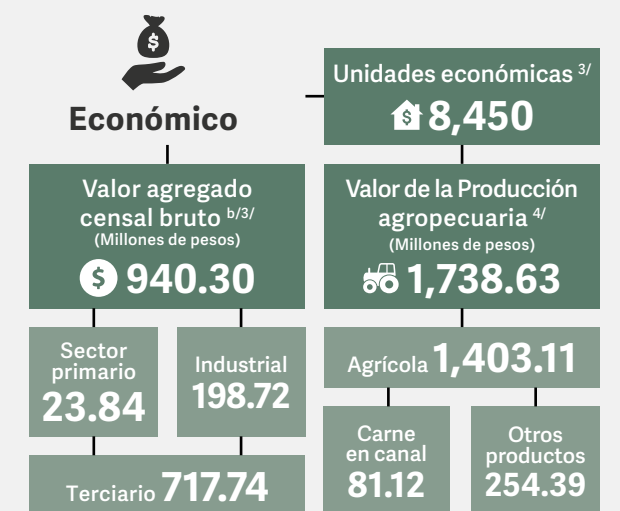 $
Económico
Unidades económicas 3/
$ 8,450
Valor agregado
censal bruto b/3/
(Millones de pesos)
$ 940.30
Valor de la Producción
agropecuaria 4/
(Millones de pesos)
1,738.63
Sector
primario
23.84
Industrial
198.72
Terciario 717.74
Agrícola 1,403.11
Carne
en canal
81.12
Otros
productos
254.39